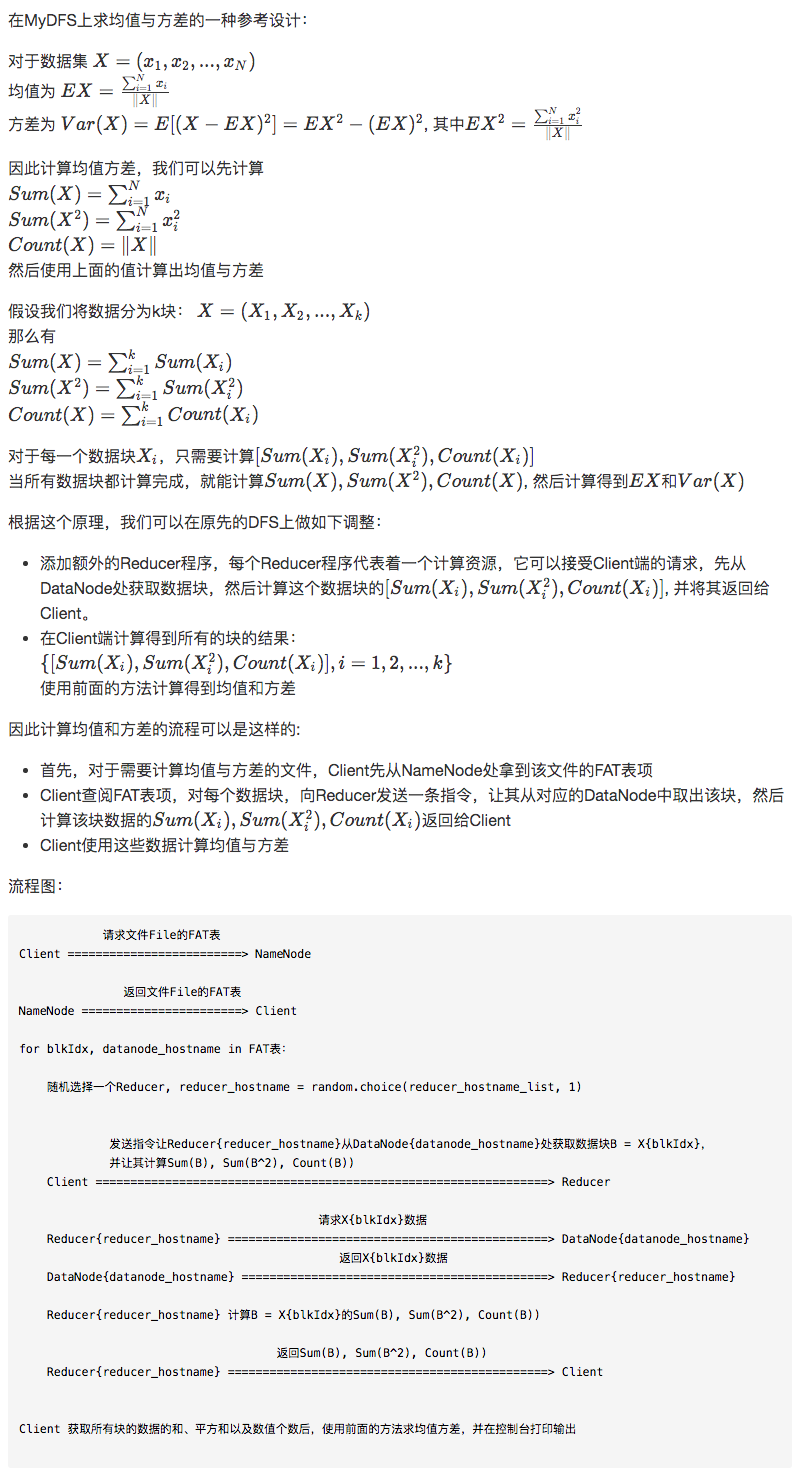 在MyDFS上求均值与方差的一种参考设计：
对于数据集 X = (x₁, x₂, ..., x_N)
均值为 EX = \frac{\sum_{i=1}^{N} x_i}{\|X\|}
方差为 Var(X) = E[(X − EX)²] = EX² − (EX)², 其中EX² = \frac{\sum_{i=1}^{N} x_i^2}{\|X\|}
因此计算均值方差，我们可以先计算
Sum(X) = \sum_{i=1}^{N} x_i
Sum(X²) = \sum_{i=1}^{N} x_i^2
Count(X) = ‖X‖
然后使用上面的值计算出均值与方差
假设我们将数据分为k块： X = (X₁, X₂, ..., X_k)
那么有
Sum(X) = \sum_{i=1}^{k} Sum(X_i)
Sum(X²) = \sum_{i=1}^{k} Sum(X_i^2)
Count(X) = \sum_{i=1}^{k} Count(X_i)
对于每一个数据块X_i，只需要计算[Sum(X_i), Sum(X_i^2), Count(X_i)]
当所有数据块都计算完成，就能计算Sum(X), Sum(X²), Count(X), 然后计算得到EX和Var(X)
根据这个原理，我们可以在原先的DFS上做如下调整：
• 添加额外的Reducer程序，每个Reducer程序代表着一个计算资源，它可以接受Client端的请求，先从
DataNode处获取数据块，然后计算这个数据块的[Sum(X_i), Sum(X_i^2), Count(X_i)], 并将其返回给
Client。
• 在Client端计算得到所有的块的结果：
{[Sum(X_i), Sum(X_i^2), Count(X_i)], i = 1, 2, ..., k}
使用前面的方法计算得到均值和方差
因此计算均值和方差的流程可以是这样的:
• 首先，对于需要计算均值与方差的文件，Client先从NameNode处拿到该文件的FAT表项
• Client查阅FAT表项，对每个数据块，向Reducer发送一条指令，让其从对应的DataNode中取出该块，然后
计算该块数据的Sum(X_i), Sum(X_i^2), Count(X_i)返回给Client
• Client使用这些数据计算均值与方差
流程图：
请求文件File的FAT表
Client =========================> NameNode
返回文件File的FAT表
NameNode =======================> Client
for blkIdx, datanode_hostname in FAT表：
随机选择一个Reducer, reducer_hostname = random.choice(reducer_hostname_list, 1)
发送指令让Reducer{reducer_hostname}从DataNode{datanode_hostname}处获取数据块B = X{blkIdx}，
并让其计算Sum(B), Sum(B^2), Count(B))
Client =================================================================> Reducer
请求X{blkIdx}数据
Reducer{reducer_hostname} ==============================================> DataNode{datanode_hostname}
返回X{blkIdx}数据
DataNode{datanode_hostname} ============================================> Reducer{reducer_hostname}
Reducer{reducer_hostname} 计算B = X{blkIdx}的Sum(B), Sum(B^2), Count(B))
返回Sum(B), Sum(B^2), Count(B))
Reducer{reducer_hostname} ==============================================> Client
Client 获取所有块的数据的和、平方和以及数值个数后，使用前面的方法求均值方差，并在控制台打印输出